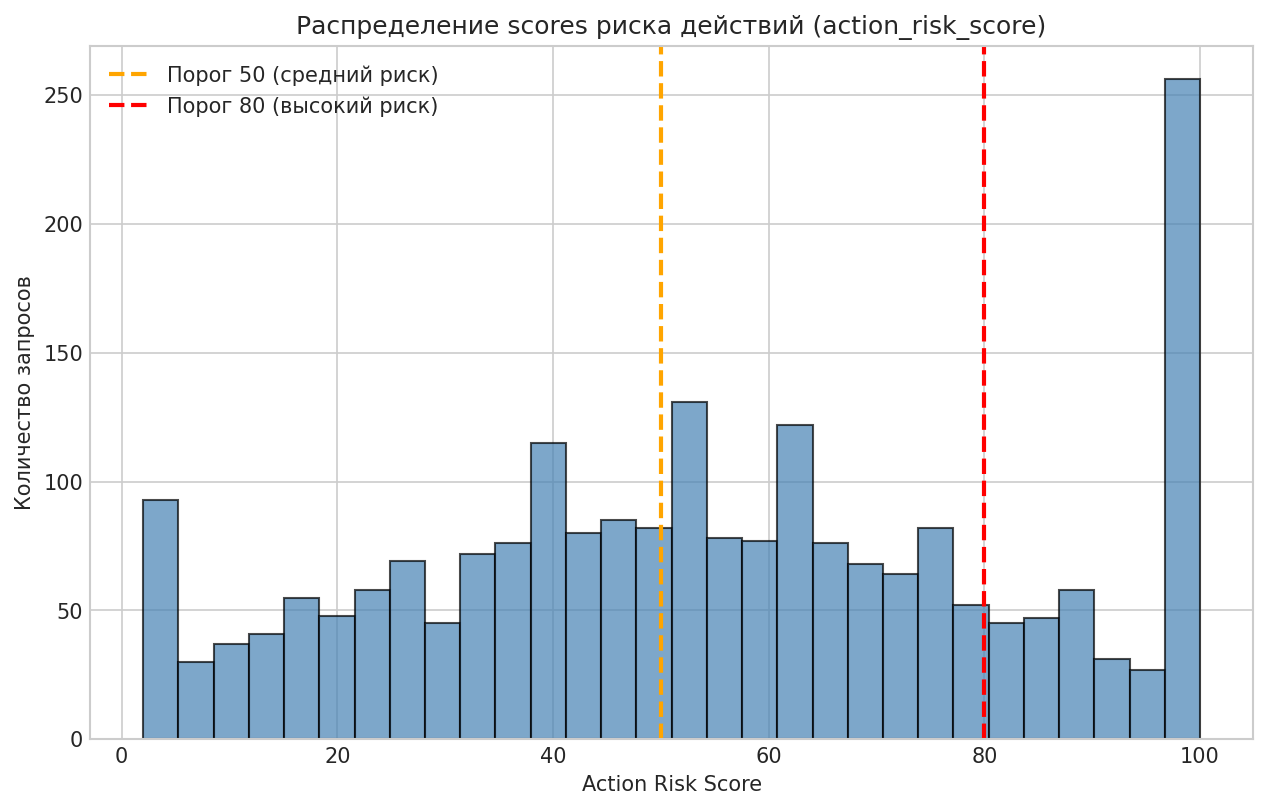 Распределение scores риска действий (action_risk_score)
Порог 50 (средний риск)
Порог 80 (высокий риск)
Количество запросов
250
200
150
100
50
0
0 20 40 60 80 100
Action Risk Score